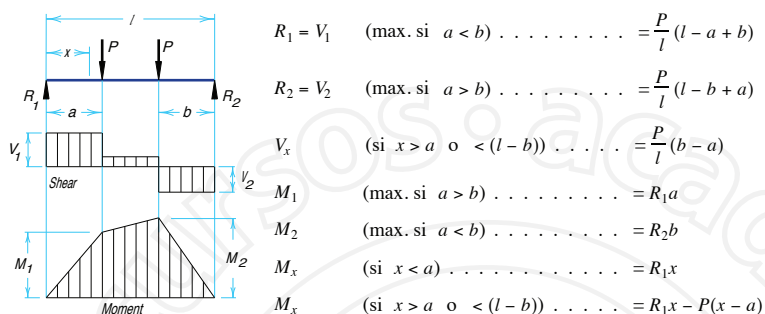 l
x
P P
R₁ R₂
a b
V₁
V₂
Shear
M₁ M₂
Moment
R₁ = V₁ (max. si a < b) . . . . . . . . . = P/l (l − a + b)
R₂ = V₂ (max. si a > b) . . . . . . . . . = P/l (l − b + a)
Vₓ (si x > a o < (l − b)) . . . . . = P/l (b − a)
M₁ (max. si a > b) . . . . . . . . . . = R₁a
M₂ (max. si a < b) . . . . . . . . . . = R₂b
Mₓ (si x < a) . . . . . . . . . . . . = R₁x
Mₓ (si x > a o < (l − b)) . . . . . = R₁x − P(x − a)